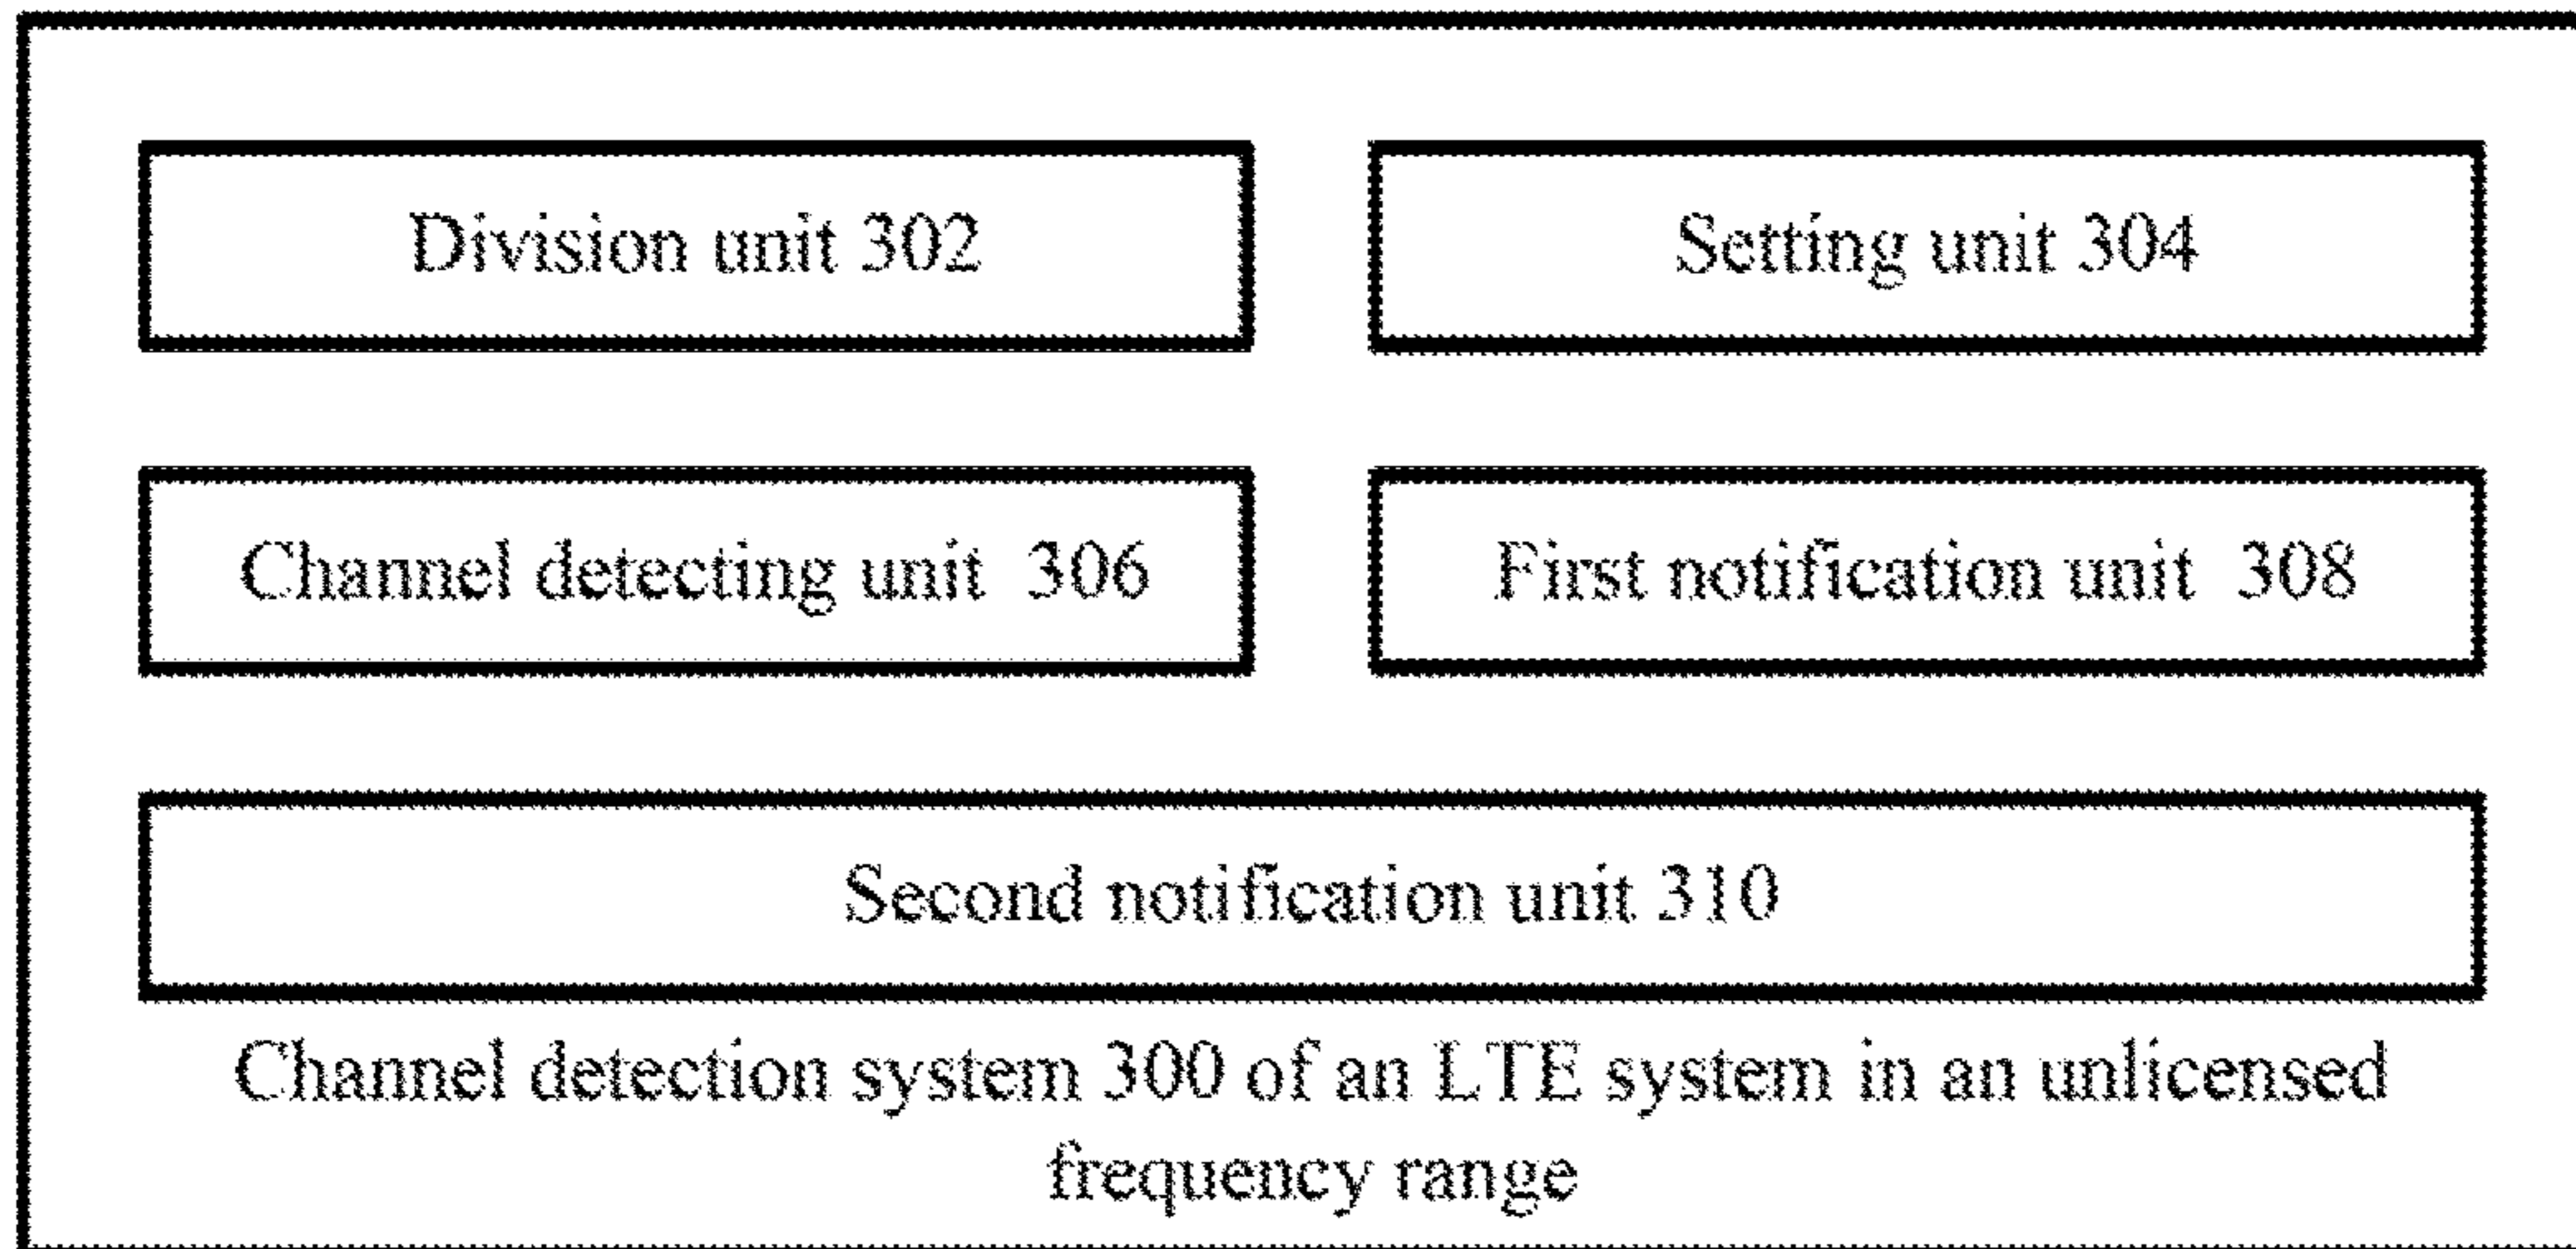 Division unit 302
Setting unit 304
Channel detecting unit 306
First notification unit 308
Second notification unit 310
Channel detection system 300 of an LTE system in an unlicensed
frequency range